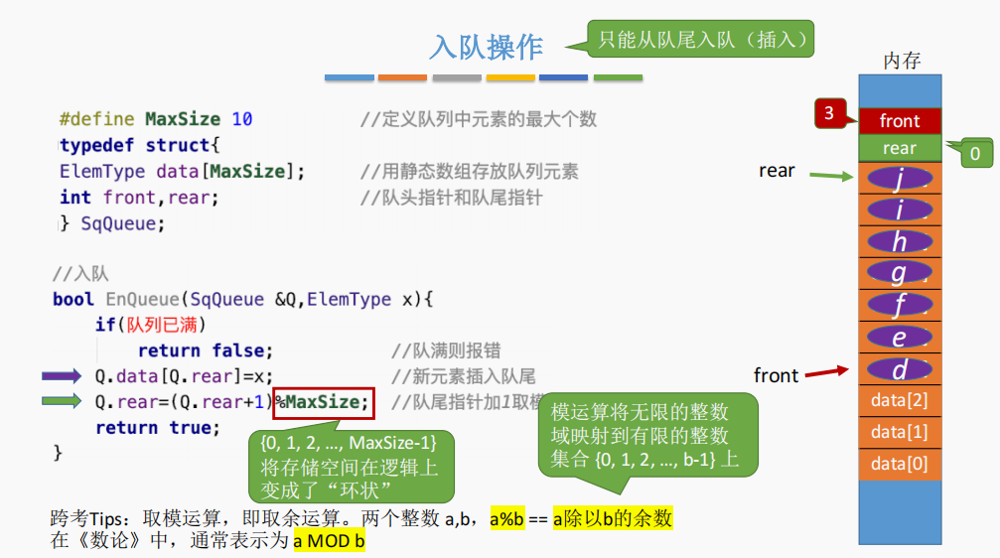 入队操作
只能从队尾入队（插入）
#define MaxSize 10 //定义队列中元素的最大个数
typedef struct{
ElemType data[MaxSize]; //用静态数组存放队列元素
int front,rear; //队头指针和队尾指针
} SqQueue;
//入队
bool EnQueue(SqQueue &Q,ElemType x){
if(队列已满)
return false; //队满则报错
Q.data[Q.rear]=x; //新元素插入队尾
Q.rear=(Q.rear+1)%MaxSize; //队尾指针加1取模
return true;
}
{0, 1, 2, …, MaxSize-1}
将存储空间在逻辑上
变成了“环状”
模运算将无限的整数
域映射到有限的整数
集合 {0, 1, 2, …, b-1} 上
跨考Tips：取模运算，即取余运算。两个整数 a,b，a%b == a除以b的余数
在《数论》中，通常表示为 a MOD b
内存
3
front
rear
0
rear
j
i
h
g
f
e
front
d
data[2]
data[1]
data[0]